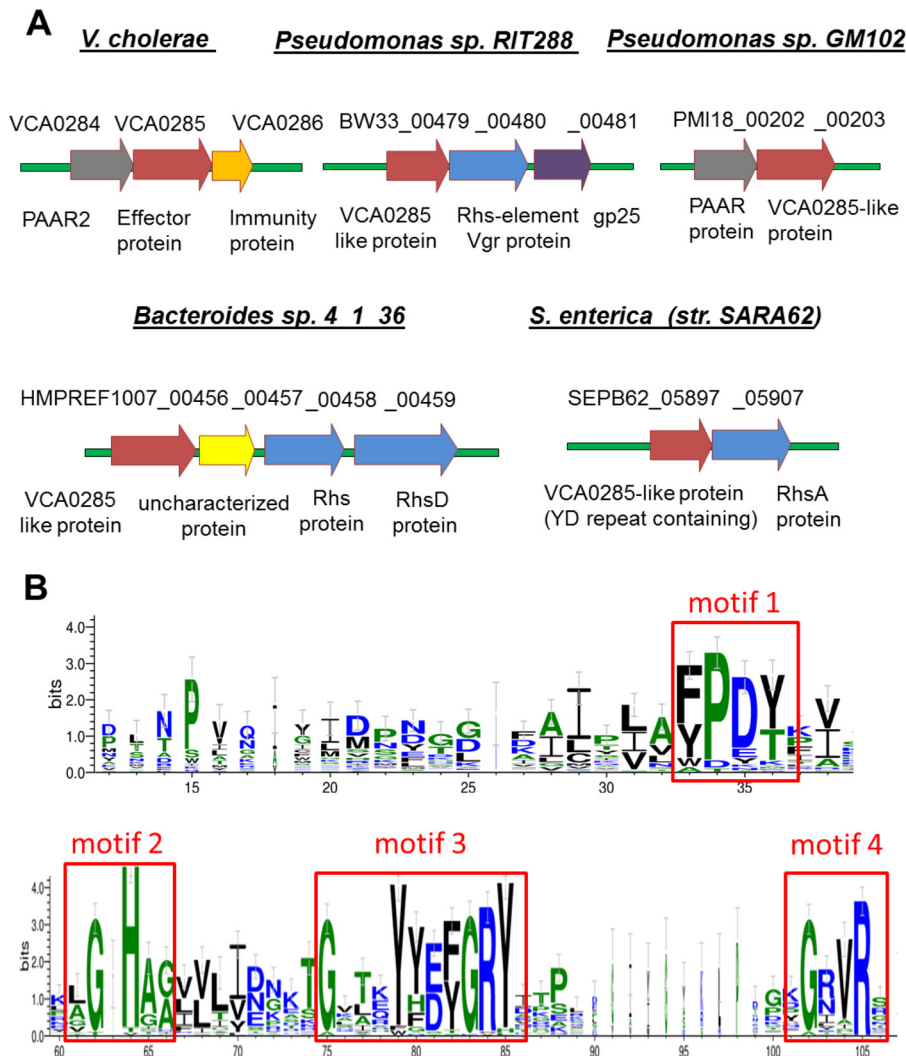 A
V. cholerae
Pseudomonas sp. RIT288
Pseudomonas sp. GM102
VCA0284 VCA0285 VCA0286
BW33_00479 _00480 _00481
PMI18_00202 _00203
PAAR2
Effector
protein
Immunity
protein
VCA0285
like protein
Rhs-element
Vgr protein
gp25
PAAR
protein
VCA0285-like
protein
Bacteroides sp. 4_1_36
S. enterica (str. SARA62)
HMPREF1007_00456 _00457 _00458 _00459
SEPB62_05897 _05907
VCA0285
like protein
uncharacterized
protein
Rhs
protein
RhsD
protein
VCA0285-like protein
(YD repeat containing)
RhsA
protein
B
motif 1
bits
4.0
3.0
2.0
1.0
0.0
15 20 25 30 35
motif 2
motif 3
motif 4
bits
4.0
3.0
2.0
1.0
0.0
60 65 70 75 80 85 90 95 100 105